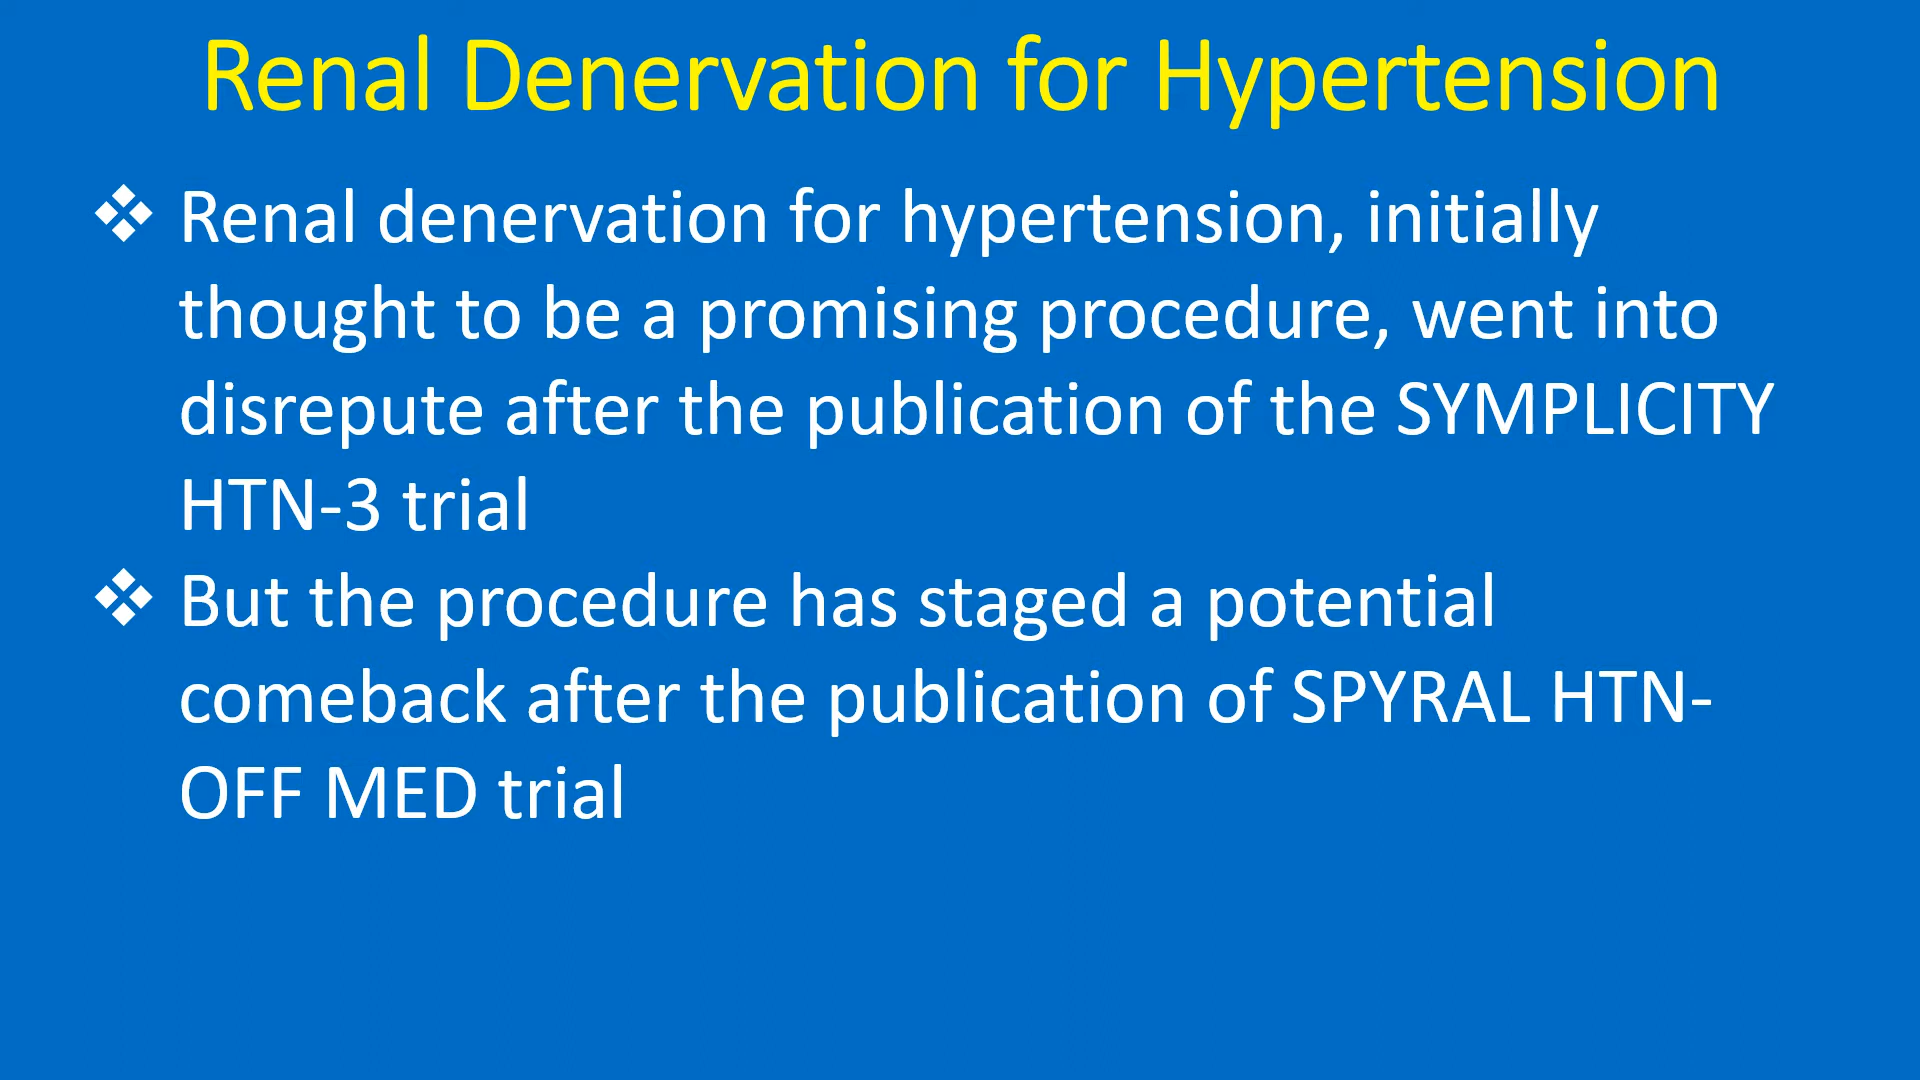 Renal Denervation for Hypertension
❖ Renal denervation for hypertension, initially
thought to be a promising procedure, went into
disrepute after the publication of the SYMPLICITY
HTN-3 trial
❖ But the procedure has staged a potential
comeback after the publication of SPYRAL HTN-
OFF MED trial